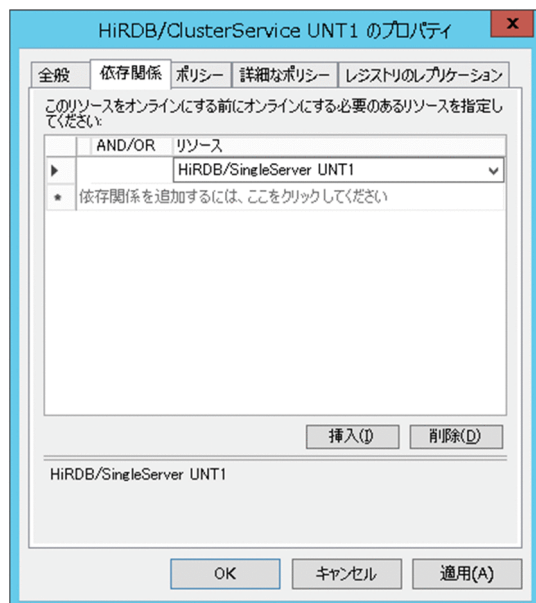 HiRDB/ClusterService UNT1 のプロパティ
x
全般 依存関係 ポリシー 詳細なポリシー レジストリのレプリケーション
このリソースをオンラインにする前にオンラインにする必要のあるリソースを指定し
てください:
AND/OR リソース
HiRDB/SingleServer UNT1
* 依存関係を追加するには、ここをクリックしてください
挿入(I) 削除(D)
HiRDB/SingleServer UNT1
OK キャンセル 適用(A)